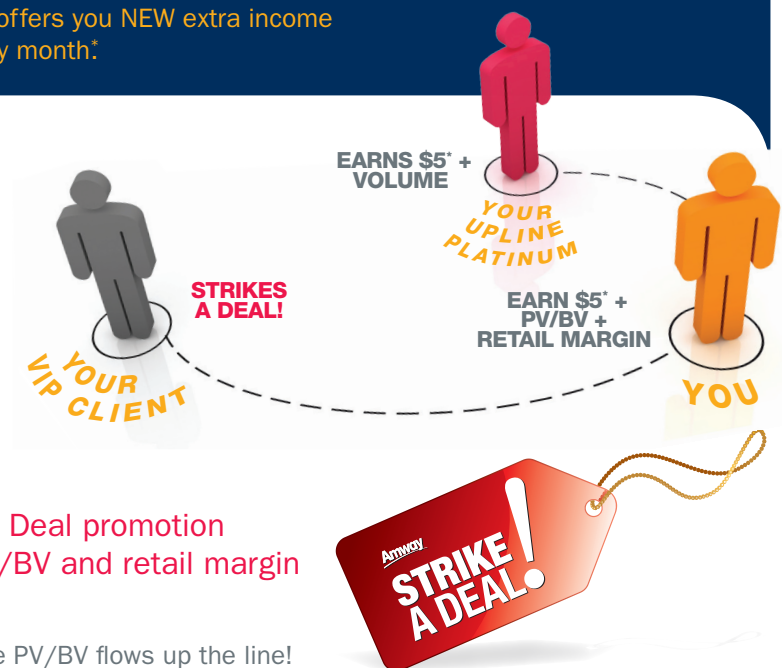 offers you NEW extra income
y month.*
EARNS $5* +
VOLUME
YOUR
UPLINE
PLATINUM
STRIKES
A DEAL!
EARN $5* +
PV/BV +
RETAIL MARGIN
YOUR
VIP CLIENT
YOU
Deal promotion
/BV and retail margin
Amway
STRIKE
A DEAL!
e PV/BV flows up the line!